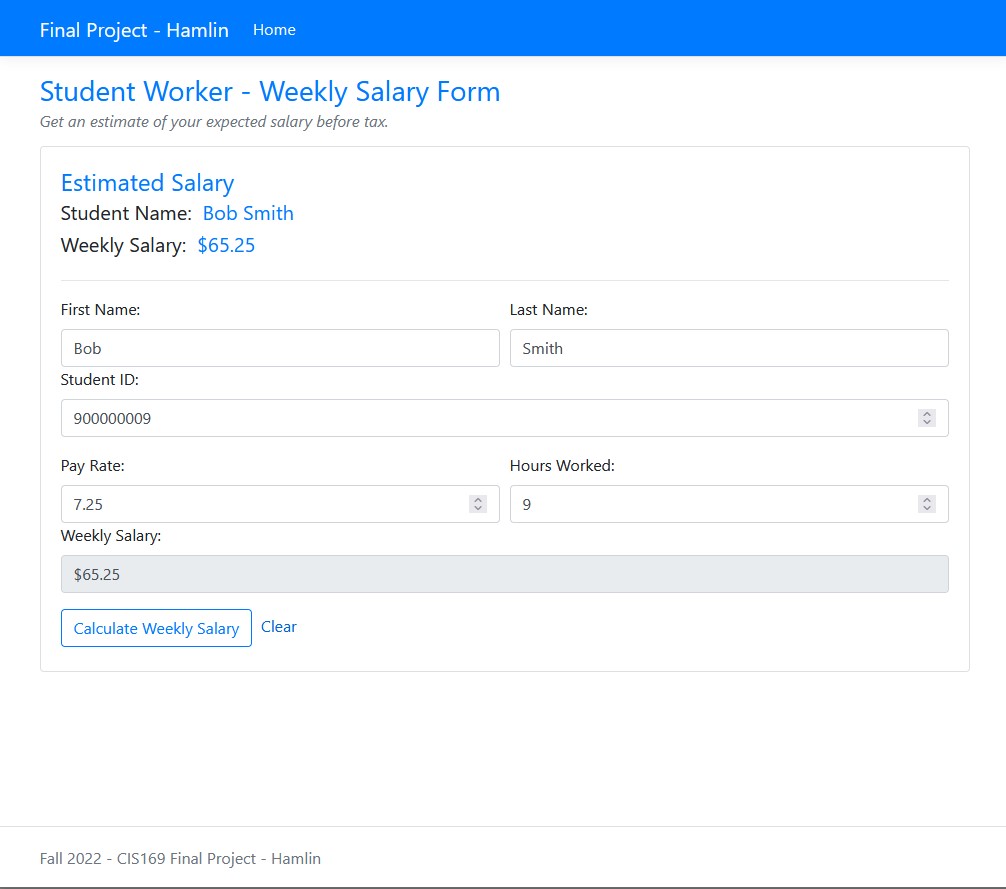 Final Project - Hamlin Home
Student Worker - Weekly Salary Form
Get an estimate of your expected salary before tax.
Estimated Salary
Student Name: Bob Smith
Weekly Salary: $65.25
First Name: Last Name:
Bob Smith
Student ID:
900000009
Pay Rate: Hours Worked:
7.25 9
Weekly Salary:
$65.25
Calculate Weekly Salary Clear
Fall 2022 - CIS169 Final Project - Hamlin